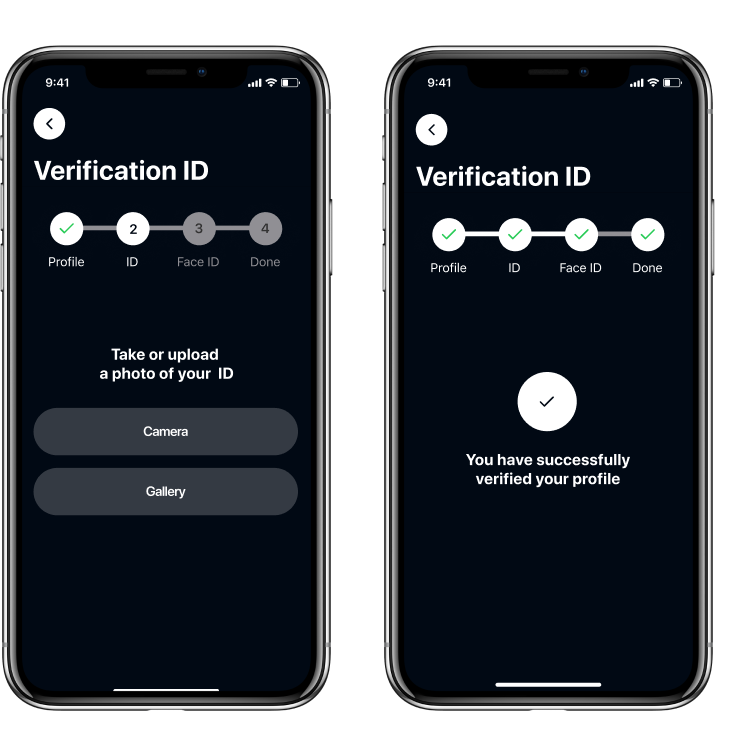 9:41
Verification ID
2
3
4
Profile
ID
Face ID
Done
Take or upload
a photo of your ID
Camera
Gallery
9:41
Verification ID
Profile
ID
Face ID
Done
You have successfully
verified your profile